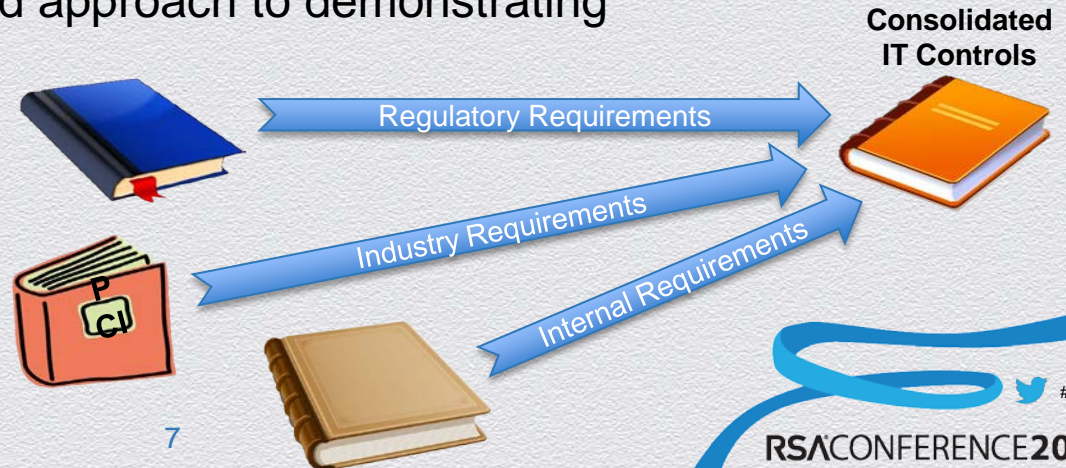 approach to demonstrating
Consolidated
IT Controls
Regulatory Requirements
Industry Requirements
Internal Requirements
P
CI
7
#
RSACONFERENCE20